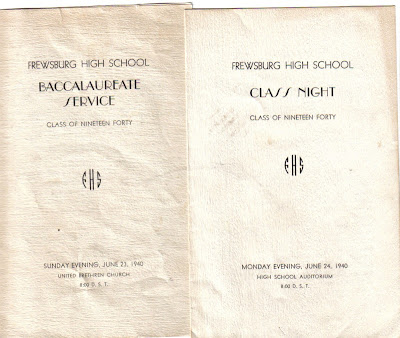 FREWSBURG HIGH SCHOOL
BACCALAUREATE
SERVICE
CLASS OF NINETEEN FORTY
FHS
SUNDAY EVENING, JUNE 23, 1940
UNITED BRETHREN CHURCH
8:00 D. S. T.
FREWSBURG HIGH SCHOOL
CLASS NIGHT
CLASS OF NINETEEN FORTY
FHS
MONDAY EVENING, JUNE 24, 1940
HIGH SCHOOL AUDITORIUM
8:00 D. S. T.